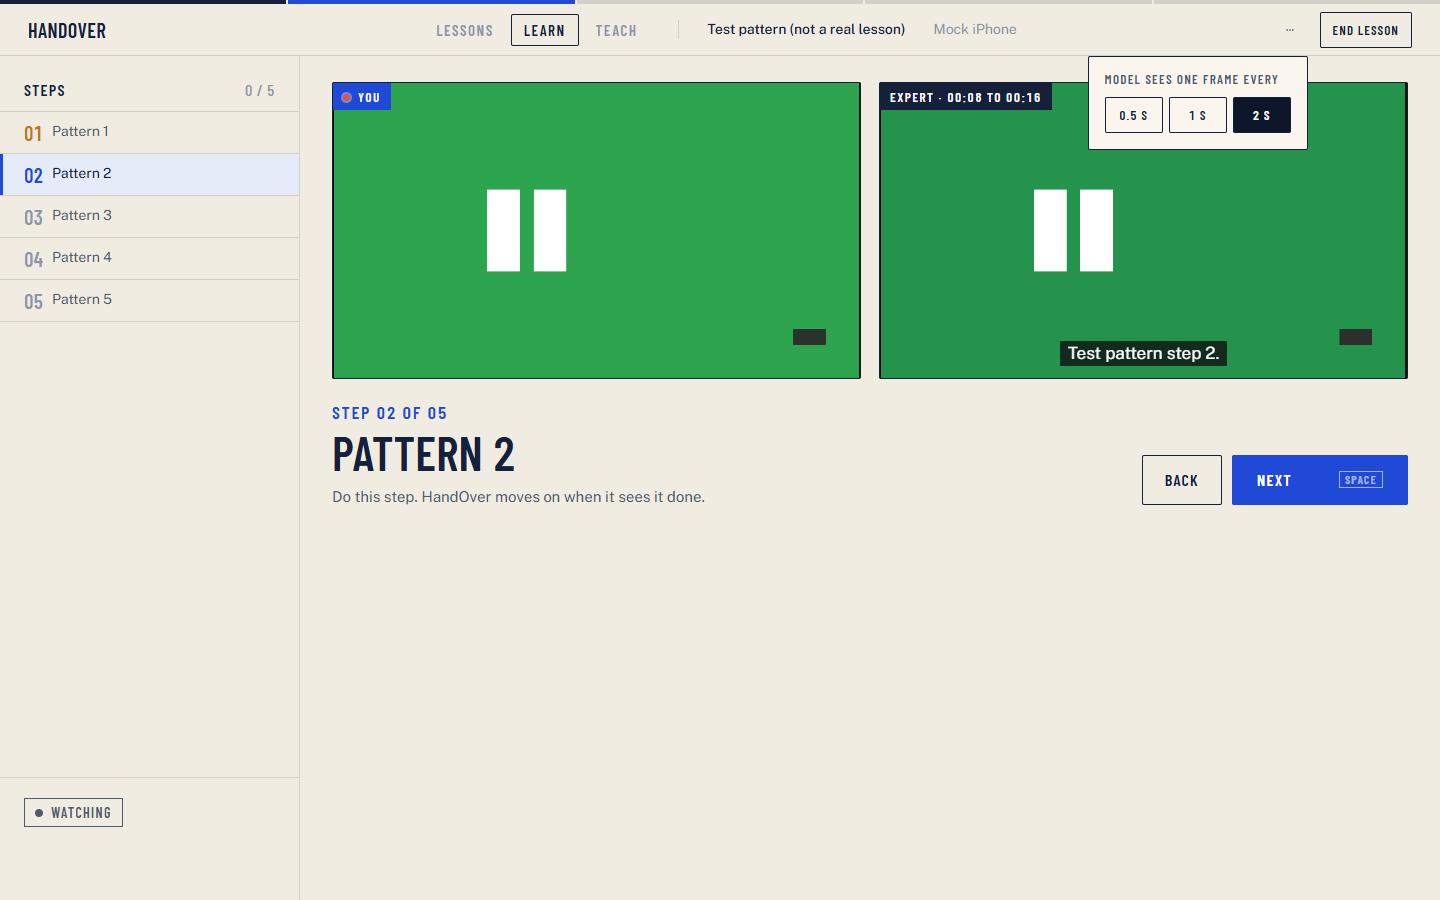 HANDOVER
LESSONS
LEARN
TEACH
Test pattern (not a real lesson)
Mock iPhone
...
END LESSON
STEPS
0 / 5
01 Pattern 1
02 Pattern 2
03 Pattern 3
04 Pattern 4
05 Pattern 5
WATCHING
YOU
EXPERT · 00:08 TO 00:16
MODEL SEES ONE FRAME EVERY
0.5 S
1 S
2 S
Test pattern step 2.
STEP 02 OF 05
PATTERN 2
Do this step. HandOver moves on when it sees it done.
BACK
NEXT
SPACE